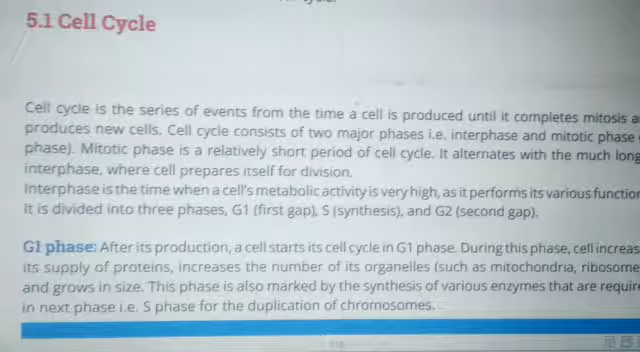 5.1 Cell Cycle
Cell cycle is the series of events from the time a cell is produced until it completes mitosis a
produces new cells. Cell cycle consists of two major phases i.e. interphase and mitotic phase
phase). Mitotic phase is a relatively short period of cell cycle. It alternates with the much long
interphase, where cell prepares itself for division.
Interphase is the time when a cell's metabolic activity is very high, as it performs its various function
It is divided into three phases, G1 (first gap), S (synthesis), and G2 (second gap).
G1 phase: After its production, a cell starts its cell cycle in G1 phase. During this phase, cell increas
its supply of proteins, increases the number of its organelles (such as mitochondria, ribosome
and grows in size. This phase is also marked by the synthesis of various enzymes that are require
in next phase i.e. S phase for the duplication of chromosomes.